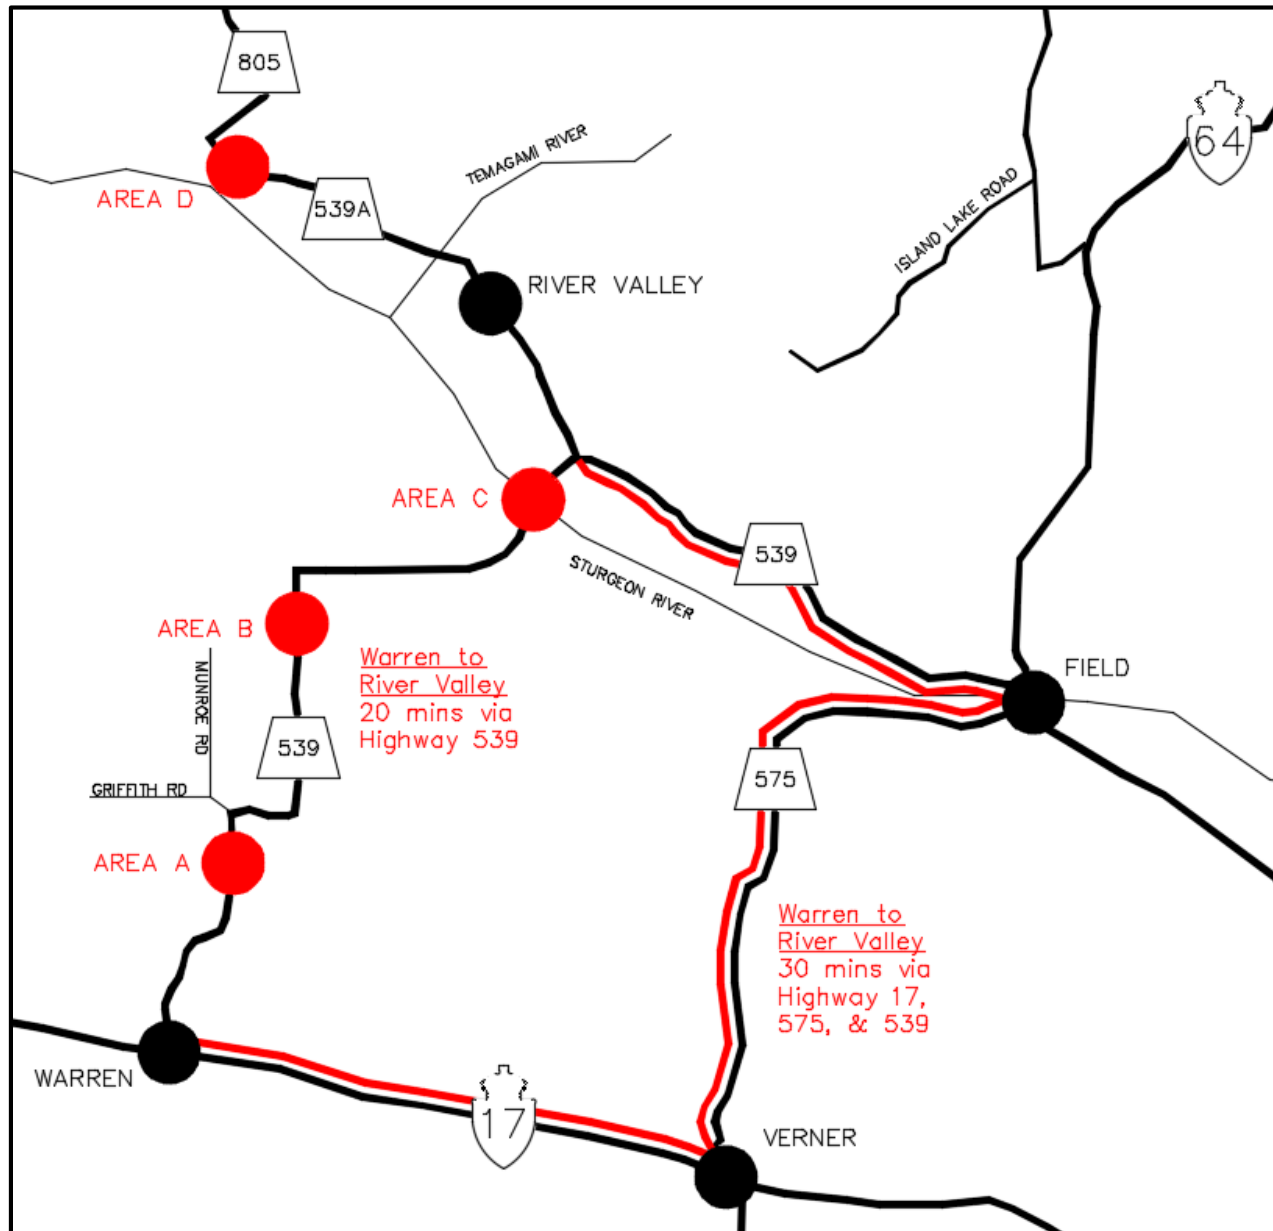 805
64
TEMAGAMI RIVER
AREA D
539A
ISLAND LAKE ROAD
RIVER VALLEY
AREA C
539
STURGEON RIVER
AREA B
MUNROE RD
Warren to
River Valley
20 mins via
Highway 539
FIELD
539
575
GRIFFITH RD
AREA A
Warren to
River Valley
30 mins via
Highway 17,
575, & 539
WARREN
17
VERNER